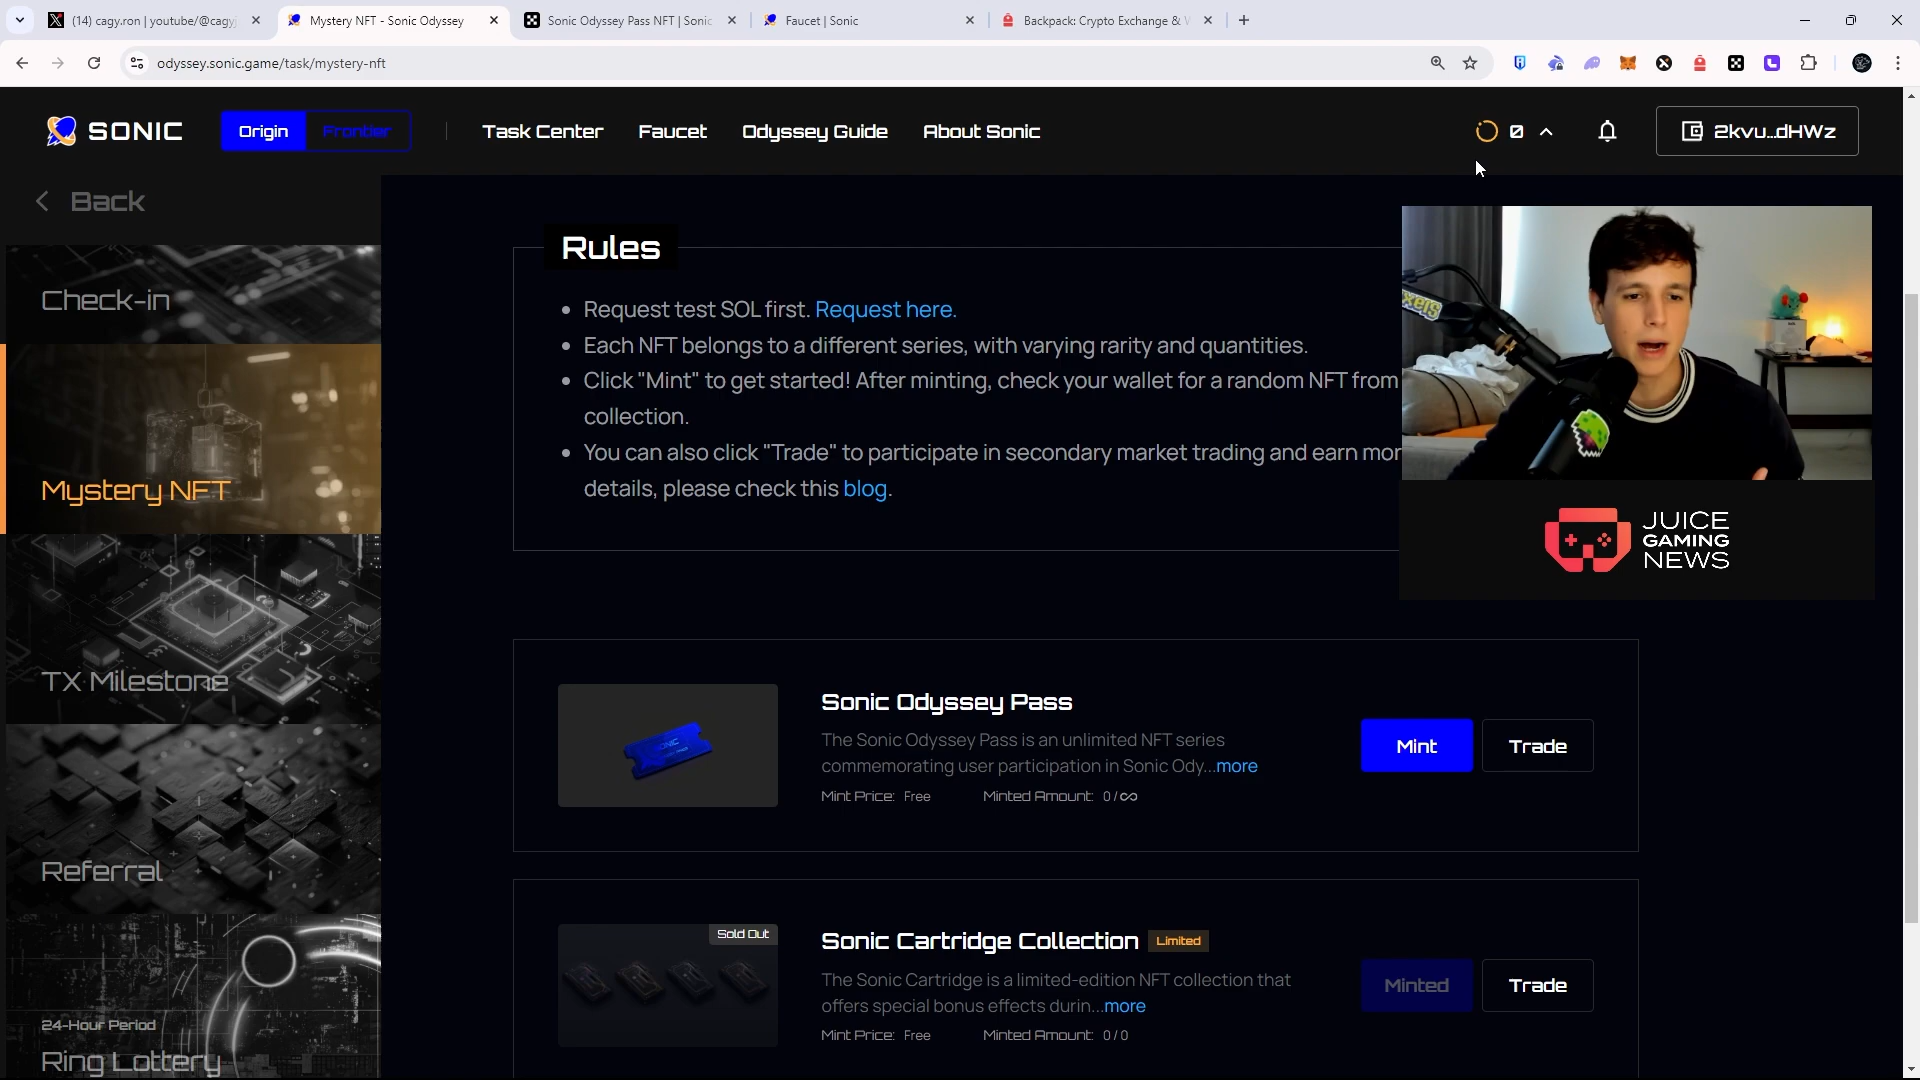 (14) cagy.ron | youtube/@cagyj
Mystery NFT - Sonic Odyssey
Sonic Odyssey Pass NFT | Sonic
Faucet | Sonic
Backpack: Crypto Exchange & W
odyssey.sonic.game/task/mystery-nft
SONIC
Origin
Frontier
Task Center
Faucet
Odyssey Guide
About Sonic
0
2kvu...dHWz
Back
Check-in
Mystery NFT
TX Milestone
Referral
24-Hour Period
Ring Lottery
Rules
Request test SOL first. Request here.
Each NFT belongs to a different series, with varying rarity and quantities.
Click "Mint" to get started! After minting, check your wallet for a random NFT from
collection.
You can also click "Trade" to participate in secondary market trading and earn mor
details, please check this blog.
JUICE
GAMING
NEWS
Sonic Odyssey Pass
The Sonic Odyssey Pass is an unlimited NFT series
commemorating user participation in Sonic Ody...more
Mint Price: Free Minted Amount: 0/∞
Mint
Trade
Sold Out
Sonic Cartridge Collection Limited
The Sonic Cartridge is a limited-edition NFT collection that
offers special bonus effects durin...more
Mint Price: Free Minted Amount: 0/0
Minted
Trade